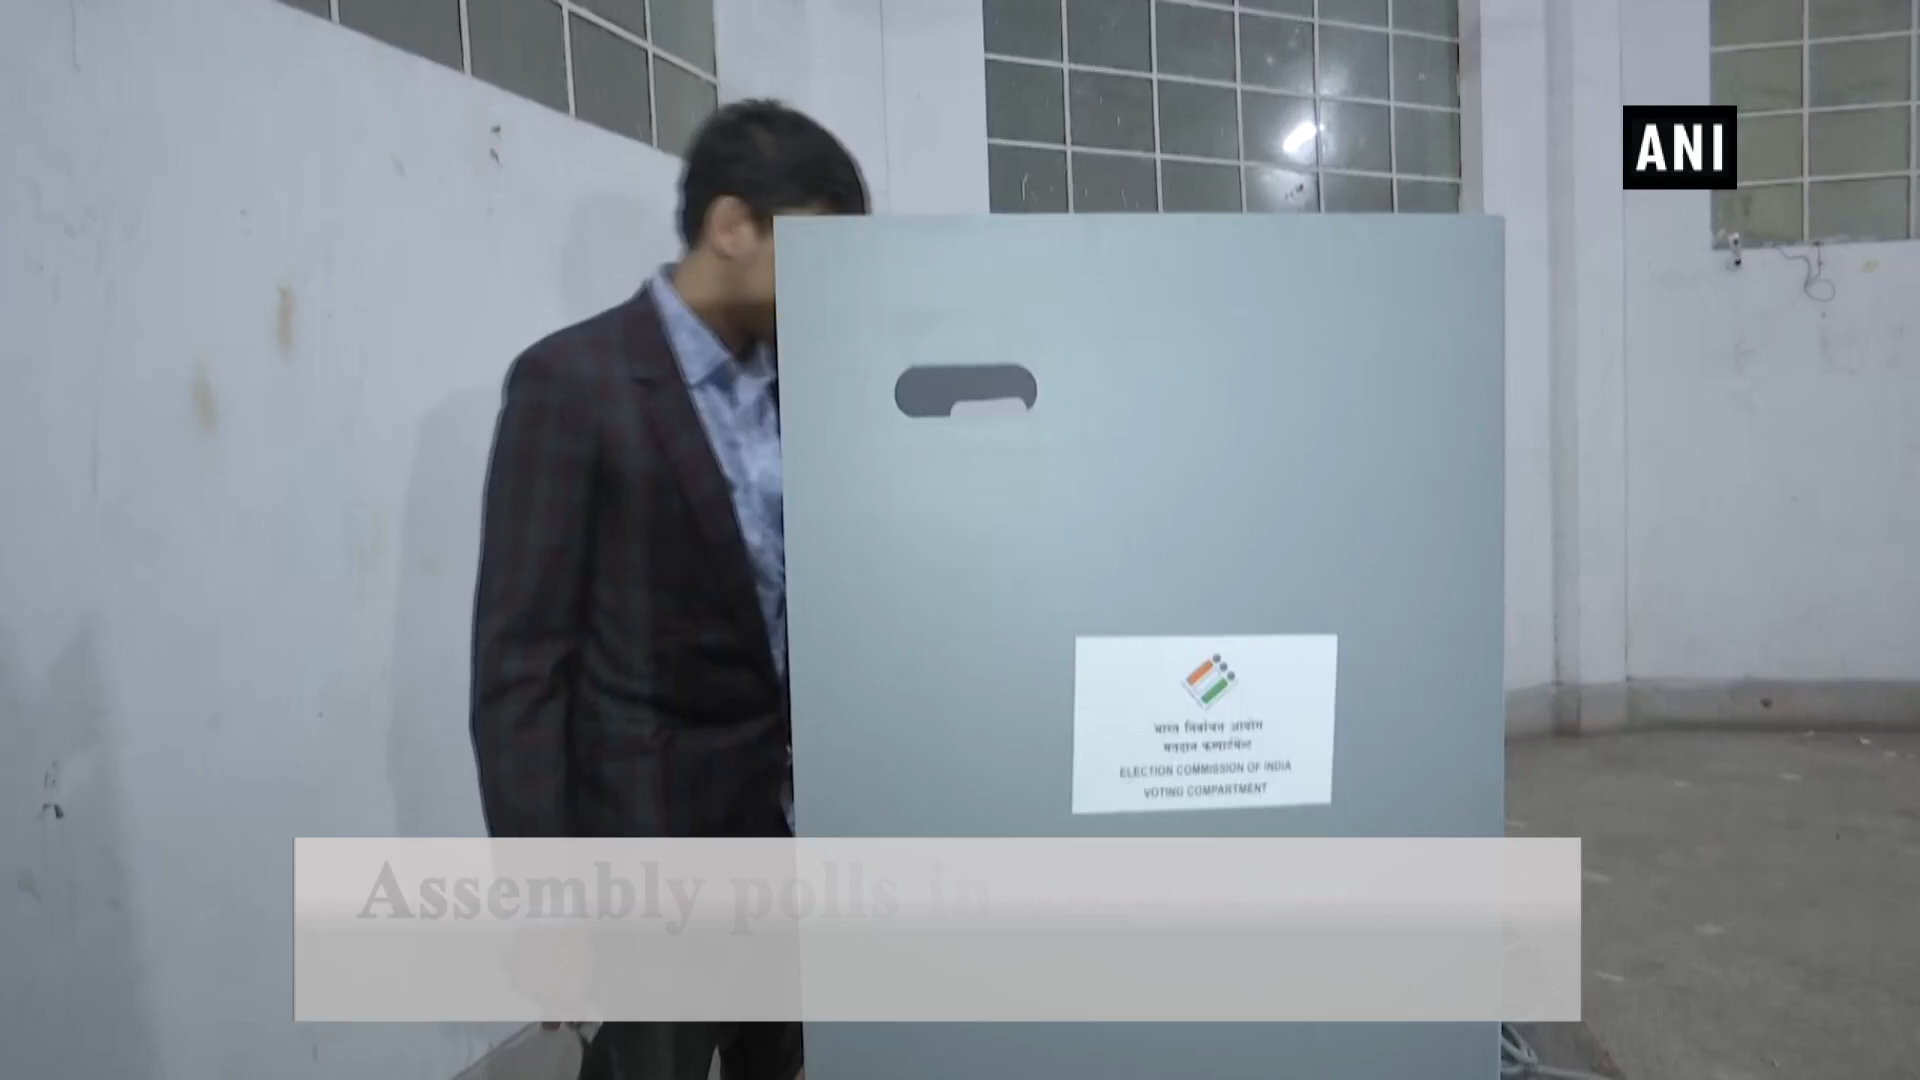 ANI
भारत निर्वाचन आयोग
मतदान कम्पार्टमेन्ट
ELECTION COMMISSION OF INDIA
VOTING COMPARTMENT
Assembly polls in